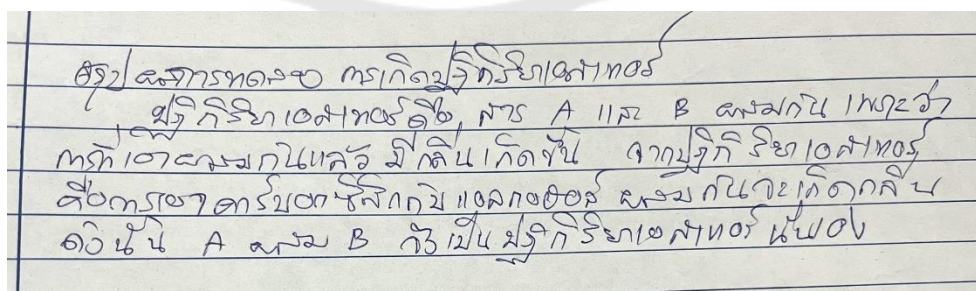 สรุป ผลการทดลอง การเกิดปฏิกิริยาเอสเทอร์
ปฏิกิริยาเอสเทอร์คือ สาร A และ B ผสมกัน เพราะว่า
การที่เอาผสมกันแล้ว มีกลิ่นเกิดขึ้น จากปฏิกิริยาเอสเทอร์
คือการเอาคาร์บอกซิลิกกับแอลกอฮอล์ ผสมกันจะเกิดกลิ่น
ดังนั้น A ผสม B ก็เป็นปฏิกิริยาเอสเทอร์ นั่นเอง